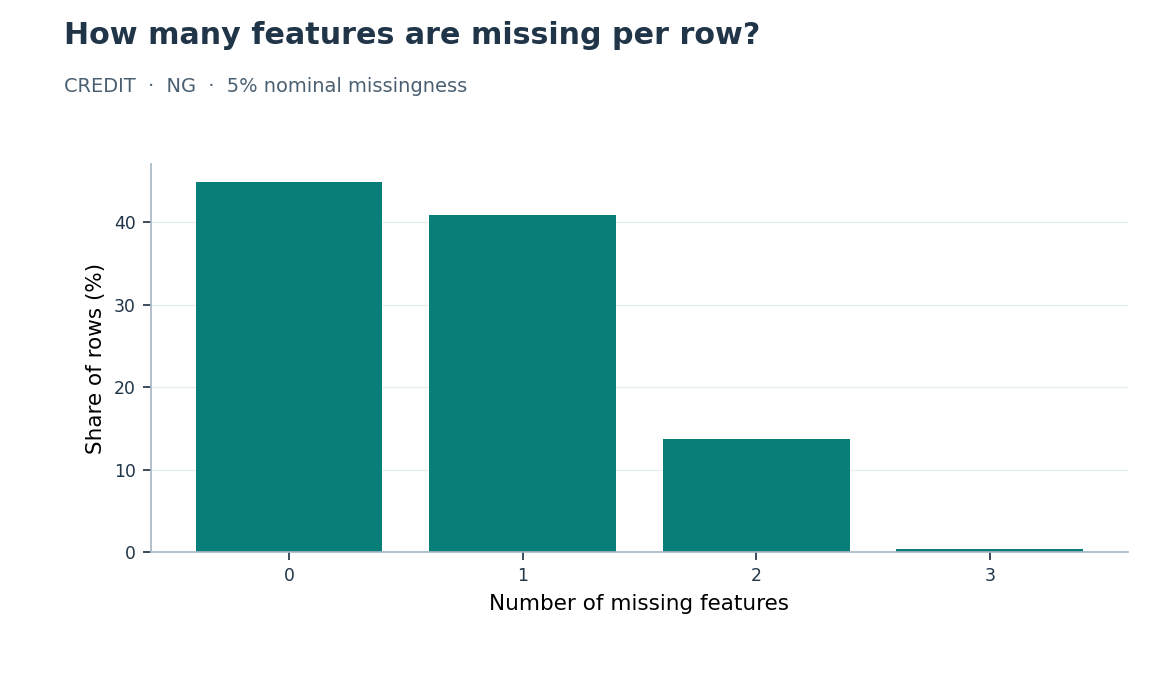 How many features are missing per row?
CREDIT · NG · 5% nominal missingness
Share of rows (%)
40
30
20
10
0
0 1 2 3
Number of missing features